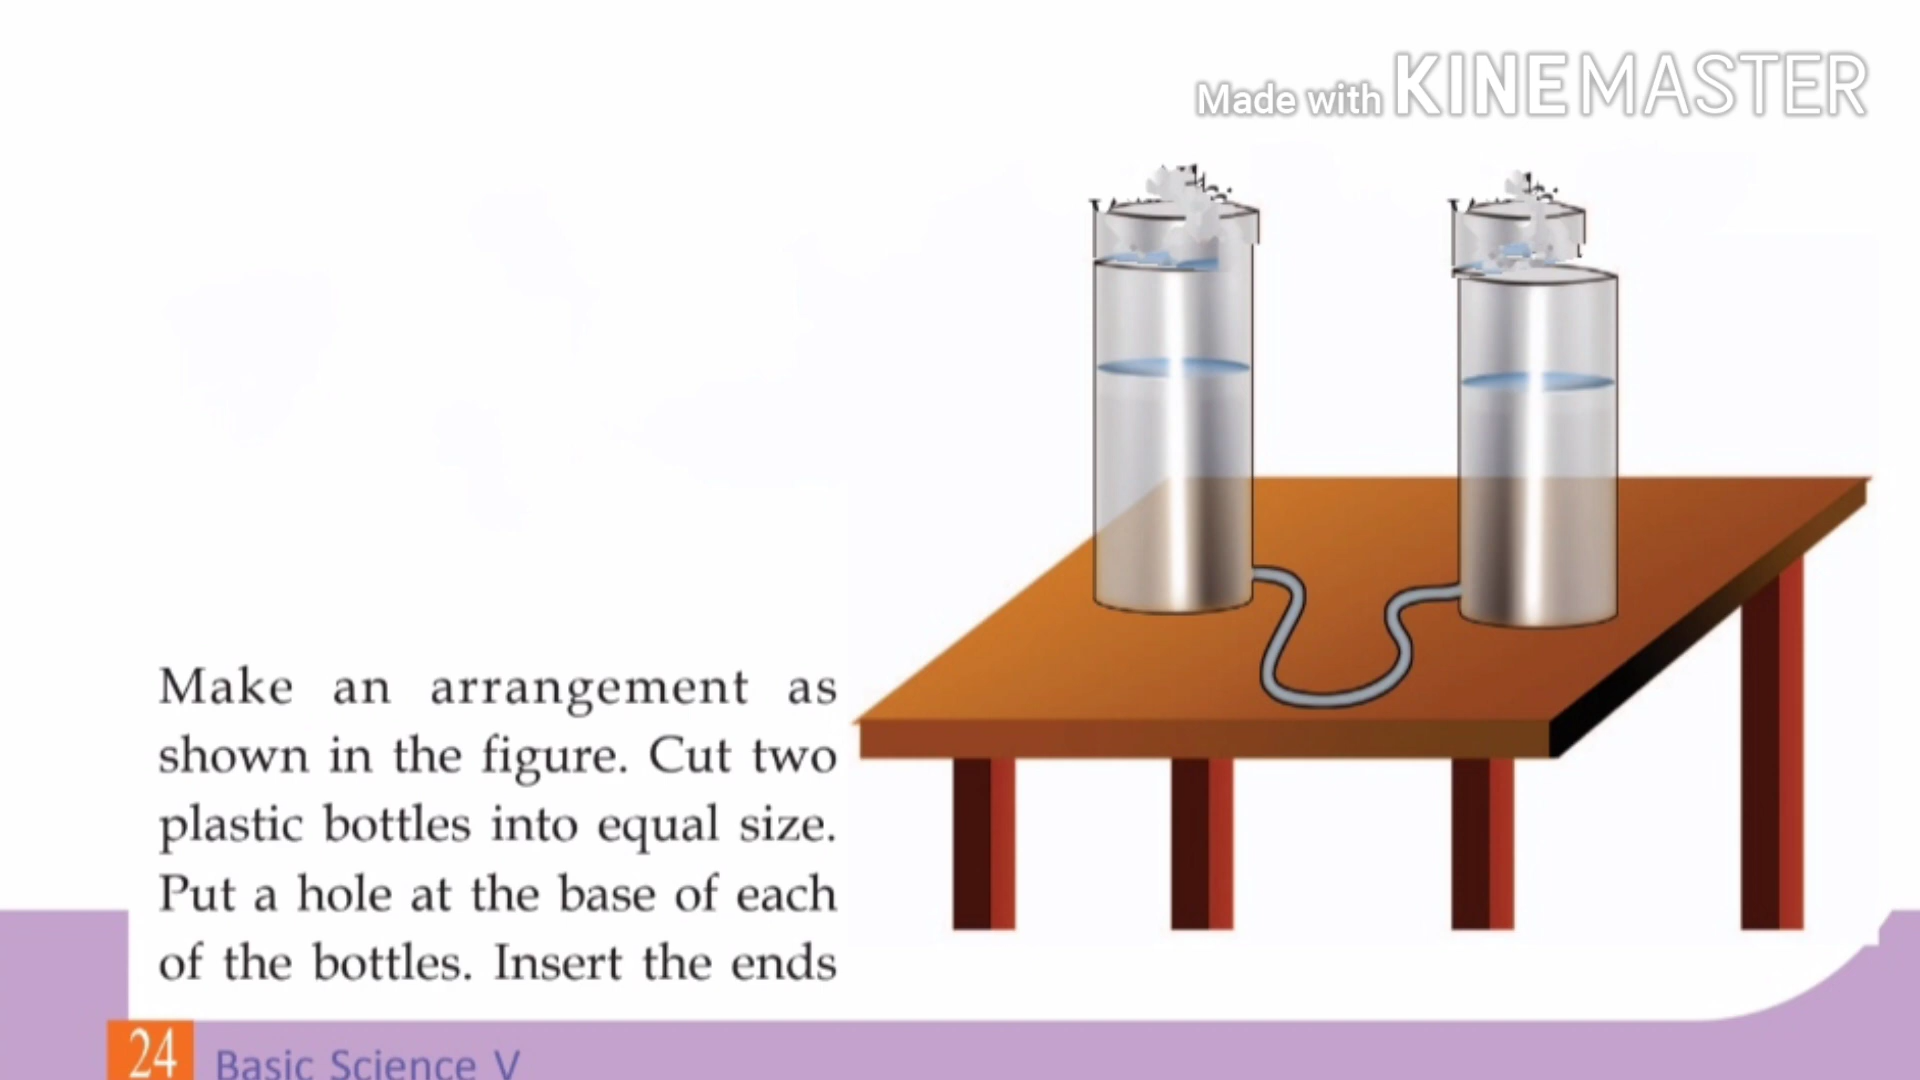 Made with KINEMASTER
Make an arrangement as
shown in the figure. Cut two
plastic bottles into equal size.
Put a hole at the base of each
of the bottles. Insert the ends
24
Basic Science V